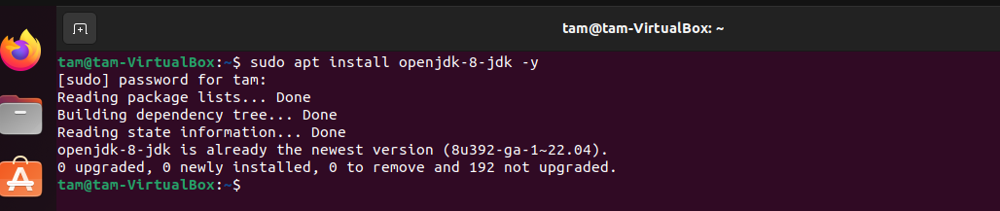 tam@tam-VirtualBox: ~
tam@tam-VirtualBox:~$ sudo apt install openjdk-8-jdk -y
[sudo] password for tam:
Reading package lists... Done
Building dependency tree... Done
Reading state information... Done
openjdk-8-jdk is already the newest version (8u392-ga-1~22.04).
0 upgraded, 0 newly installed, 0 to remove and 192 not upgraded.
tam@tam-VirtualBox:~$